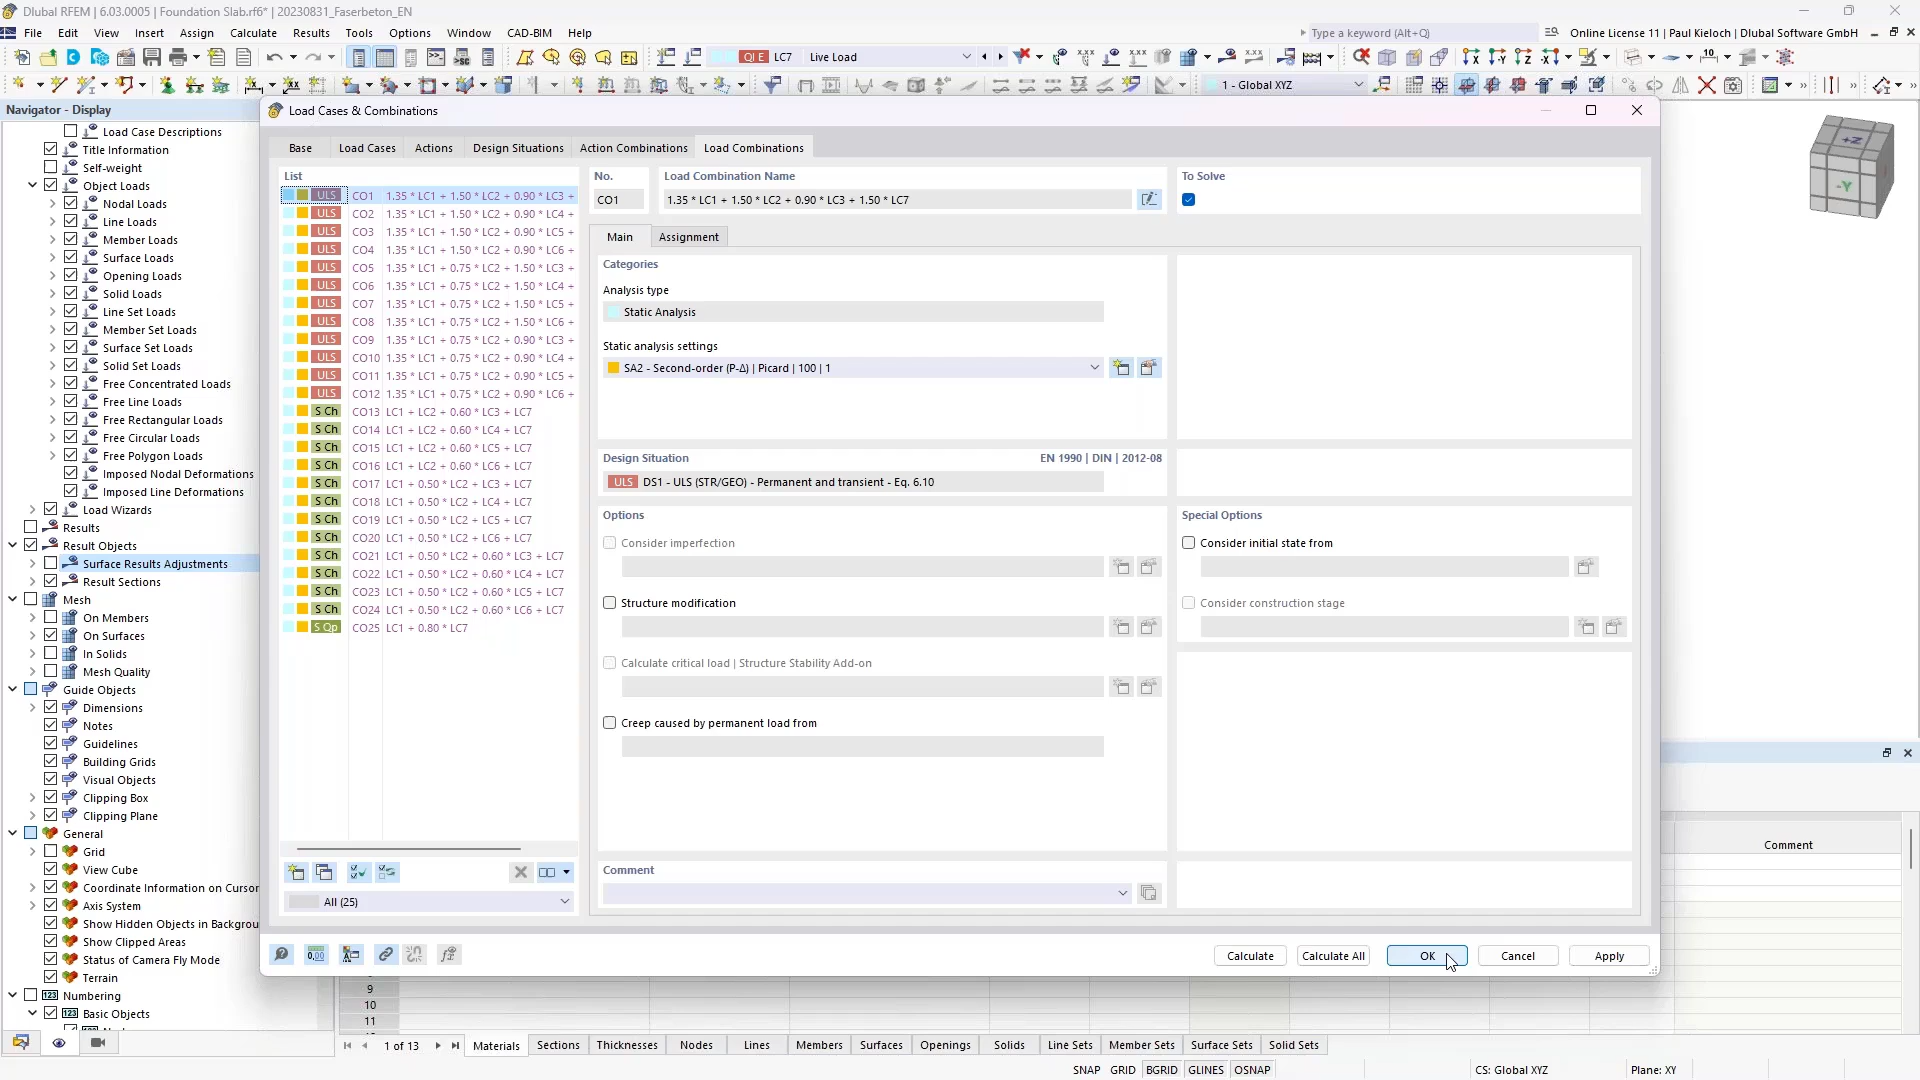 Dlubal RFEM | 6.03.0005 | Foundation Slab.rf6* | 20230831_Faserbeton_EN
File Edit View Insert Assign Calculate Results Tools Options Window CAD-BIM Help
Type a keyword (Alt+Q)
Online License 11 | Paul Kieloch | Dlubal Software GmbH
QI E LC7 Live Load
1 - Global XYZ
Navigator - Display
Load Case Descriptions
Title Information
Self-weight
Object Loads
Nodal Loads
Line Loads
Member Loads
Surface Loads
Opening Loads
Solid Loads
Line Set Loads
Member Set Loads
Surface Set Loads
Solid Set Loads
Free Concentrated Loads
Free Line Loads
Free Rectangular Loads
Free Circular Loads
Free Polygon Loads
Imposed Nodal Deformations
Imposed Line Deformations
Load Wizards
Results
Result Objects
Surface Results Adjustments
Result Sections
Mesh
On Members
On Surfaces
In Solids
Mesh Quality
Guide Objects
Dimensions
Notes
Guidelines
Building Grids
Visual Objects
Clipping Box
Clipping Plane
General
Grid
View Cube
Coordinate Information on Cursor
Axis System
Show Hidden Objects in Backgrou
Show Clipped Areas
Status of Camera Fly Mode
Terrain
Numbering
Basic Objects
Load Cases & Combinations
Base Load Cases Actions Design Situations Action Combinations Load Combinations
List
ULS CO1 1.35 * LC1 + 1.50 * LC2 + 0.90 * LC3 +
ULS CO2 1.35 * LC1 + 1.50 * LC2 + 0.90 * LC4 +
ULS CO3 1.35 * LC1 + 1.50 * LC2 + 0.90 * LC5 +
ULS CO4 1.35 * LC1 + 1.50 * LC2 + 0.90 * LC6 +
ULS CO5 1.35 * LC1 + 0.75 * LC2 + 1.50 * LC3 +
ULS CO6 1.35 * LC1 + 0.75 * LC2 + 1.50 * LC4 +
ULS CO7 1.35 * LC1 + 0.75 * LC2 + 1.50 * LC5 +
ULS CO8 1.35 * LC1 + 0.75 * LC2 + 1.50 * LC6 +
ULS CO9 1.35 * LC1 + 0.75 * LC2 + 0.90 * LC3 +
ULS CO10 1.35 * LC1 + 0.75 * LC2 + 0.90 * LC4 +
ULS CO11 1.35 * LC1 + 0.75 * LC2 + 0.90 * LC5 +
ULS CO12 1.35 * LC1 + 0.75 * LC2 + 0.90 * LC6 +
S Ch CO13 LC1 + LC2 + 0.60 * LC3 + LC7
S Ch CO14 LC1 + LC2 + 0.60 * LC4 + LC7
S Ch CO15 LC1 + LC2 + 0.60 * LC5 + LC7
S Ch CO16 LC1 + LC2 + 0.60 * LC6 + LC7
S Ch CO17 LC1 + 0.50 * LC2 + LC3 + LC7
S Ch CO18 LC1 + 0.50 * LC2 + LC4 + LC7
S Ch CO19 LC1 + 0.50 * LC2 + LC5 + LC7
S Ch CO20 LC1 + 0.50 * LC2 + LC6 + LC7
S Ch CO21 LC1 + 0.50 * LC2 + 0.60 * LC3 + LC7
S Ch CO22 LC1 + 0.50 * LC2 + 0.60 * LC4 + LC7
S Ch CO23 LC1 + 0.50 * LC2 + 0.60 * LC5 + LC7
S Ch CO24 LC1 + 0.50 * LC2 + 0.60 * LC6 + LC7
S Qp CO25 LC1 + 0.80 * LC7
All (25)
No.
CO1
Load Combination Name
1.35 * LC1 + 1.50 * LC2 + 0.90 * LC3 + 1.50 * LC7
To Solve
Main Assignment
Categories
Analysis type
Static Analysis
Static analysis settings
SA2 - Second-order (P-Δ) | Picard | 100 | 1
Design Situation EN 1990 | DIN | 2012-08
ULS DS1 - ULS (STR/GEO) - Permanent and transient - Eq. 6.10
Options
Consider imperfection
Structure modification
Calculate critical load | Structure Stability Add-on
Creep caused by permanent load from
Special Options
Consider initial state from
Consider construction stage
Comment
Calculate Calculate All OK Cancel Apply
+Z
-Y
Comment
9
10
11
1 of 13
Materials Sections Thicknesses Nodes Lines Members Surfaces Openings Solids Line Sets Member Sets Surface Sets Solid Sets
SNAP GRID BGRID GLINES OSNAP
CS: Global XYZ
Plane: XY